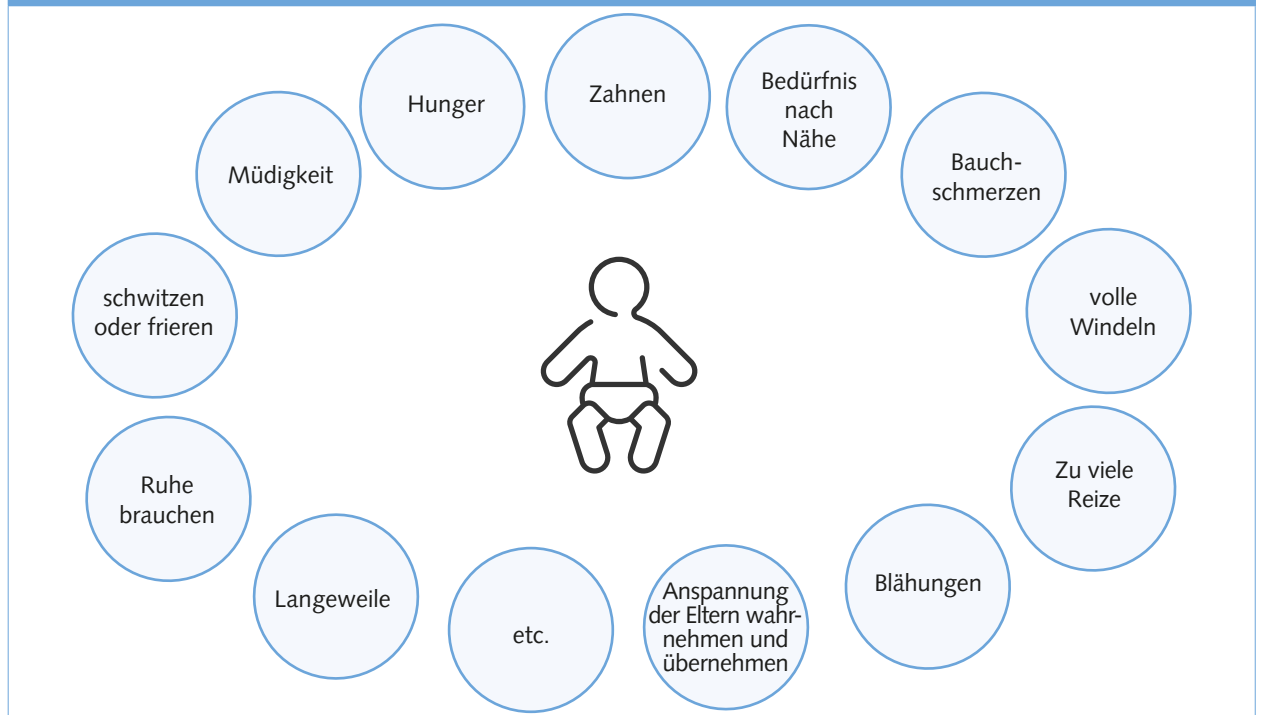 Hunger
Zahnen
Bedürfnis
nach
Nähe
Müdigkeit
Bauch-
schmerzen
schwitzen
oder frieren
volle
Windeln
Ruhe
brauchen
Zu viele
Reize
Langeweile
etc.
Anspannung
der Eltern wahr-
nehmen und
übernehmen
Blähungen